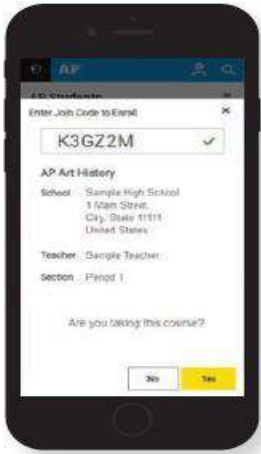 AP
AP Students
Enter Join Code to Enroll
K3GZ2M
AP Art History
School Sample High School
1 Main Street
City, State 11111
United States
Teacher Sample Teacher
Section Period 1
Are you taking this course?
No Yes